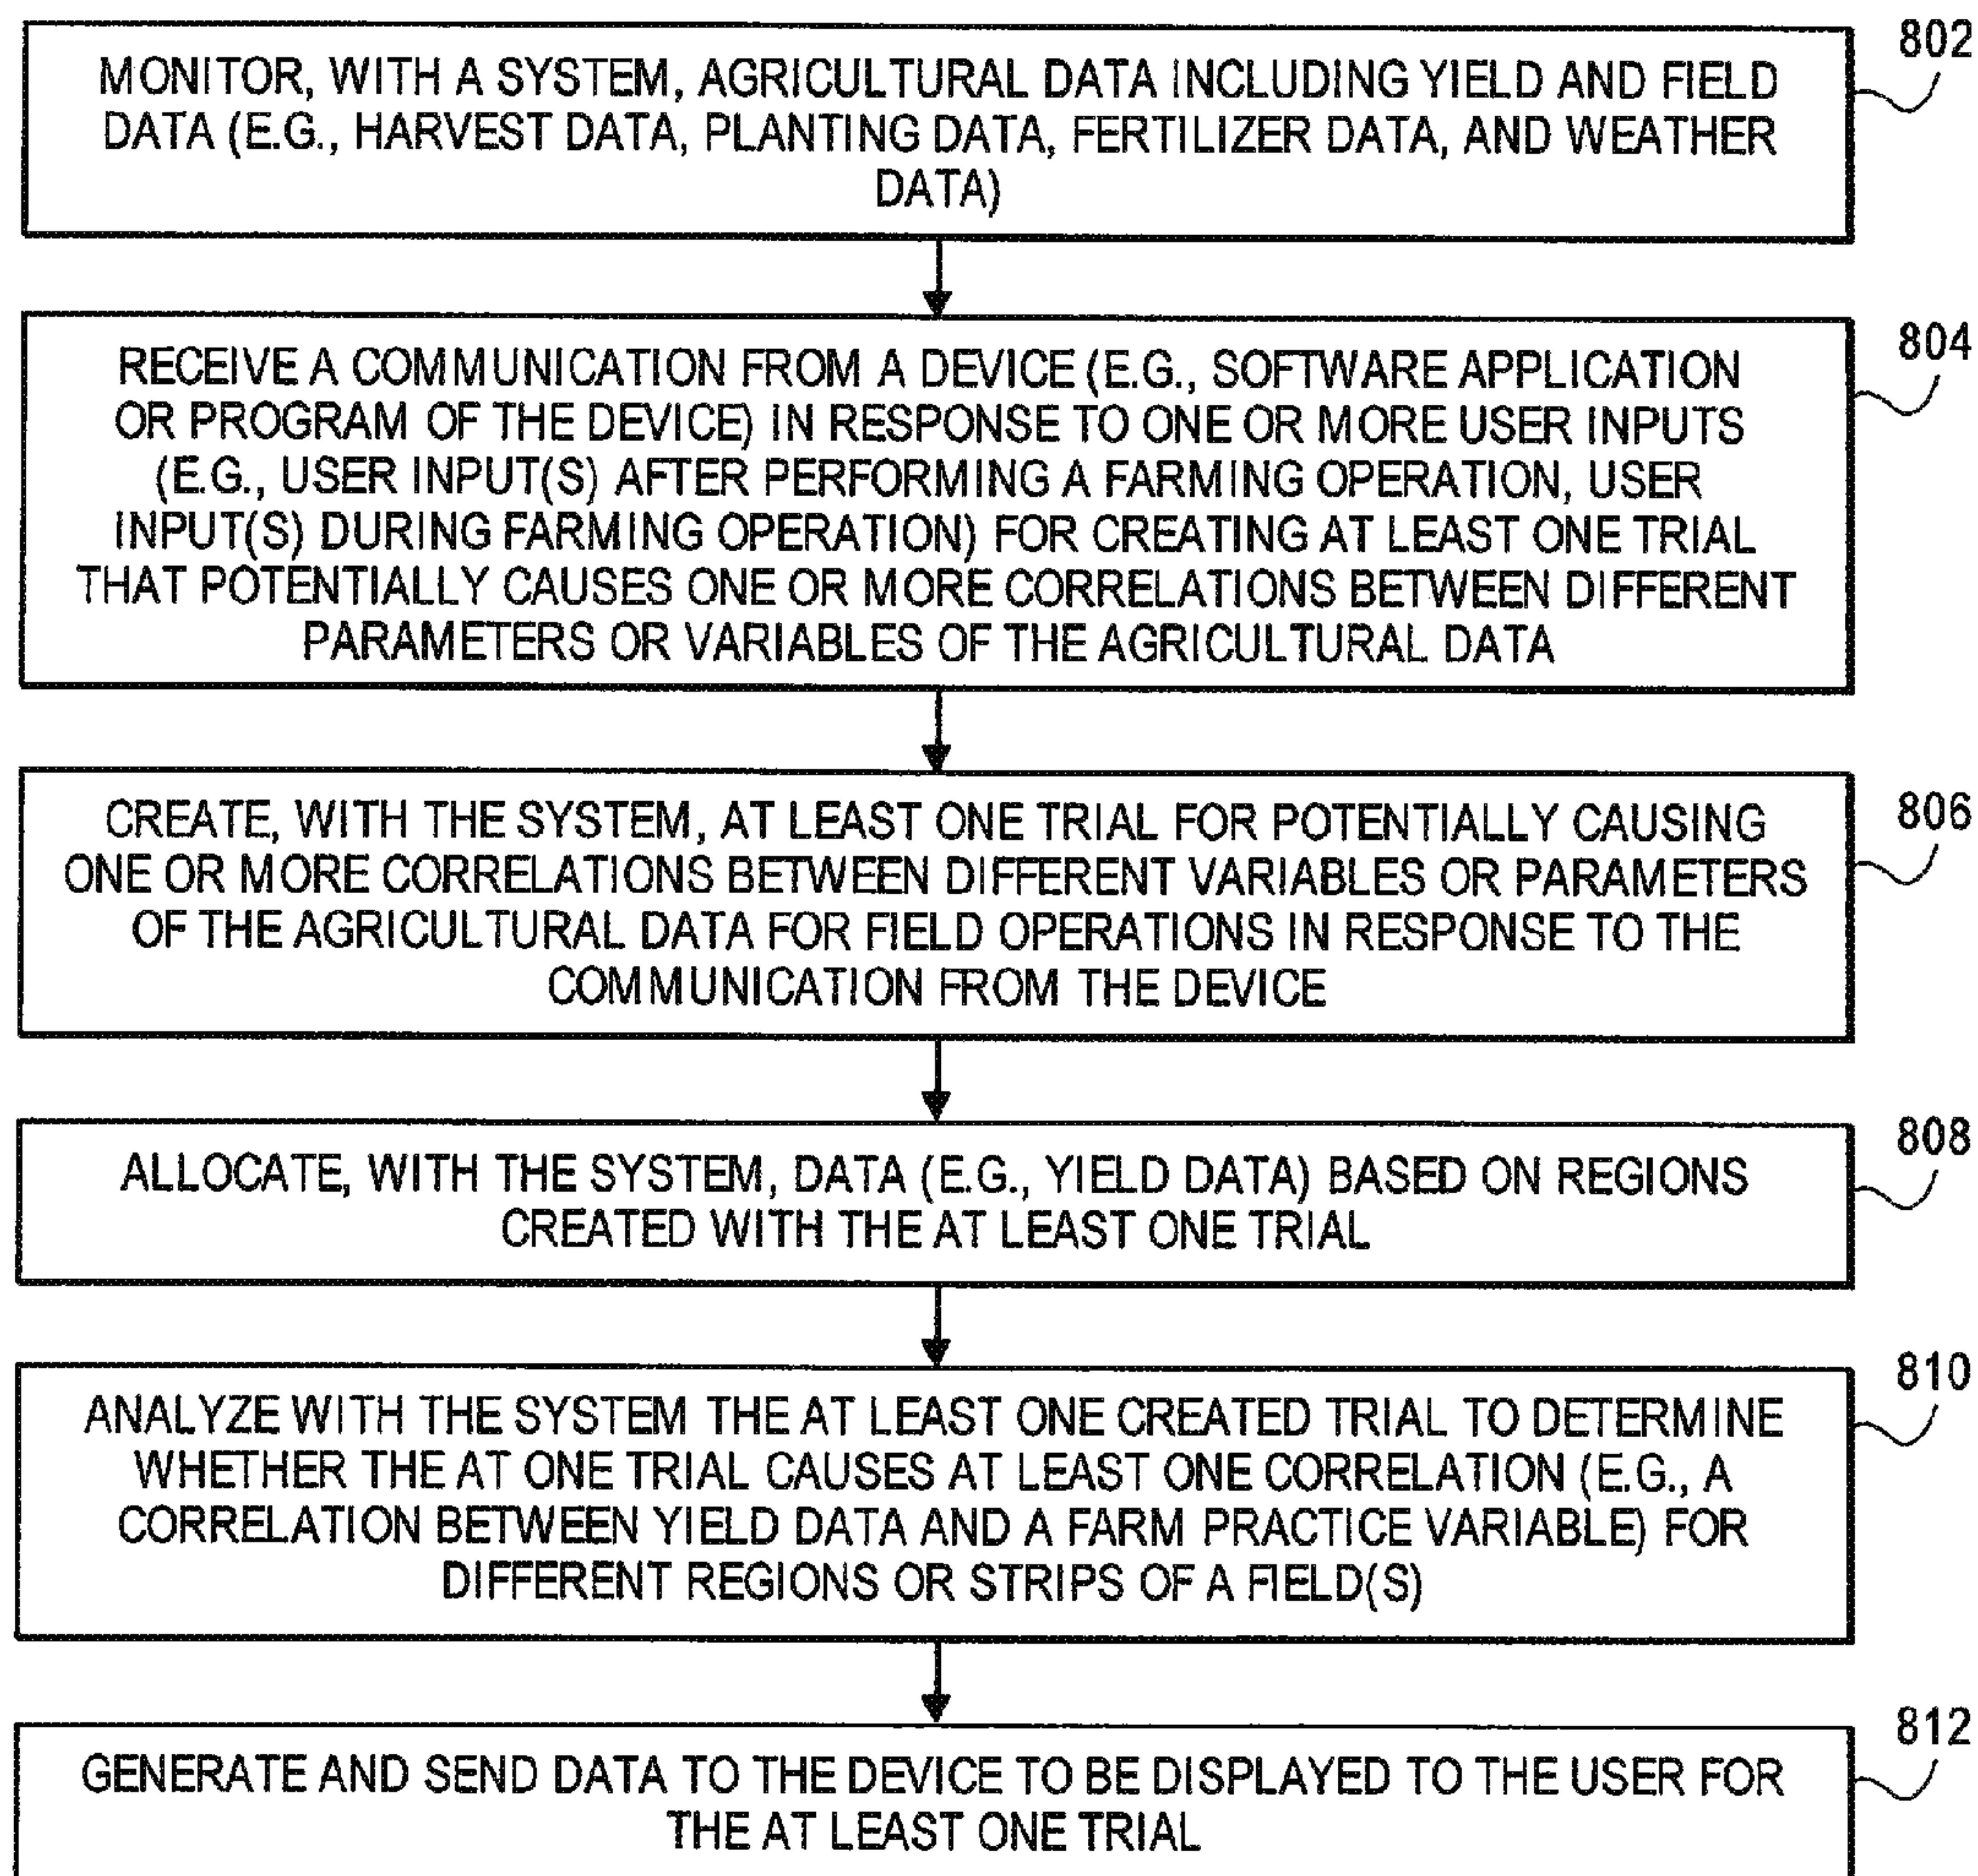 802
MONITOR, WITH A SYSTEM, AGRICULTURAL DATA INCLUDING YIELD AND FIELD
DATA (E.G., HARVEST DATA, PLANTING DATA, FERTILIZER DATA, AND WEATHER
DATA)
804
RECEIVE A COMMUNICATION FROM A DEVICE (E.G., SOFTWARE APPLICATION
OR PROGRAM OF THE DEVICE) IN RESPONSE TO ONE OR MORE USER INPUTS
(E.G., USER INPUT(S) AFTER PERFORMING A FARMING OPERATION, USER
INPUT(S) DURING FARMING OPERATION) FOR CREATING AT LEAST ONE TRIAL
THAT POTENTIALLY CAUSES ONE OR MORE CORRELATIONS BETWEEN DIFFERENT
PARAMETERS OR VARIABLES OF THE AGRICULTURAL DATA
806
CREATE, WITH THE SYSTEM, AT LEAST ONE TRIAL FOR POTENTIALLY CAUSING
ONE OR MORE CORRELATIONS BETWEEN DIFFERENT VARIABLES OR PARAMETERS
OF THE AGRICULTURAL DATA FOR FIELD OPERATIONS IN RESPONSE TO THE
COMMUNICATION FROM THE DEVICE
808
ALLOCATE, WITH THE SYSTEM, DATA (E.G., YIELD DATA) BASED ON REGIONS
CREATED WITH THE AT LEAST ONE TRIAL
810
ANALYZE WITH THE SYSTEM THE AT LEAST ONE CREATED TRIAL TO DETERMINE
WHETHER THE AT ONE TRIAL CAUSES AT LEAST ONE CORRELATION (E.G., A
CORRELATION BETWEEN YIELD DATA AND A FARM PRACTICE VARIABLE) FOR
DIFFERENT REGIONS OR STRIPS OF A FIELD(S)
812
GENERATE AND SEND DATA TO THE DEVICE TO BE DISPLAYED TO THE USER FOR
THE AT LEAST ONE TRIAL